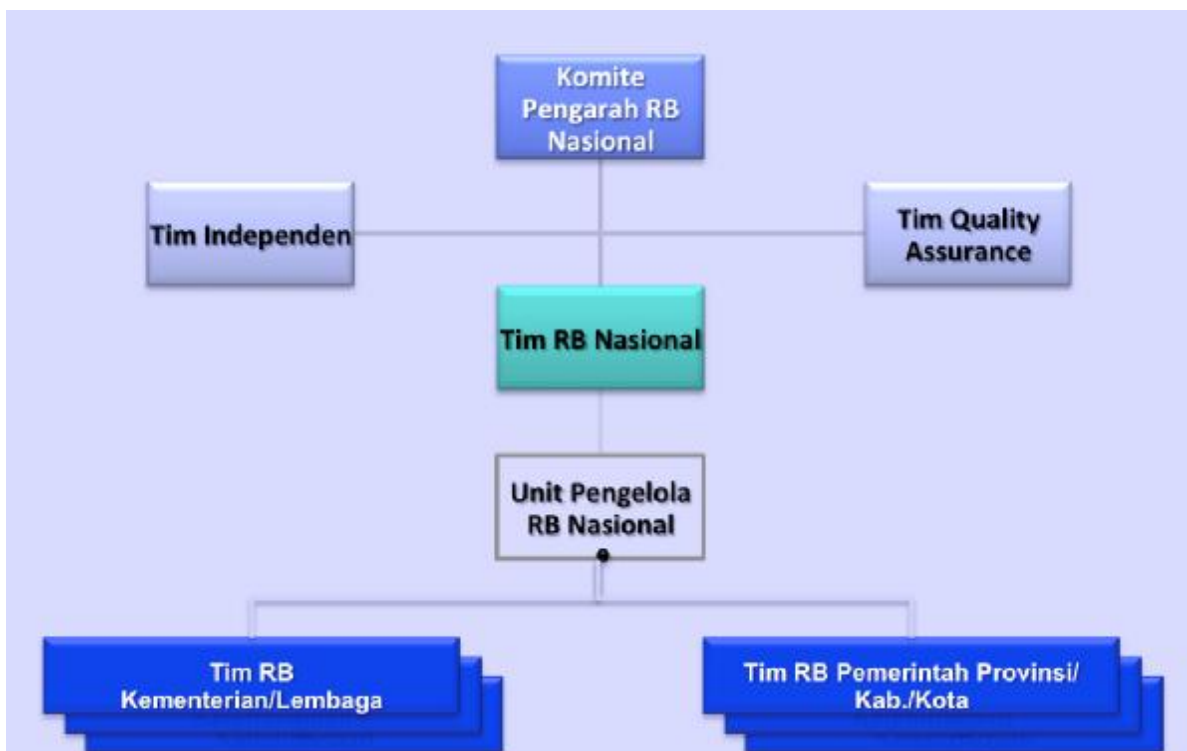 Komite
Pengarah RB
Nasional
Tim Independen
Tim Quality
Assurance
Tim RB Nasional
Unit Pengelola
RB Nasional
Tim RB
Kementerian/Lembaga
Tim RB Pemerintah Provinsi/
Kab./Kota